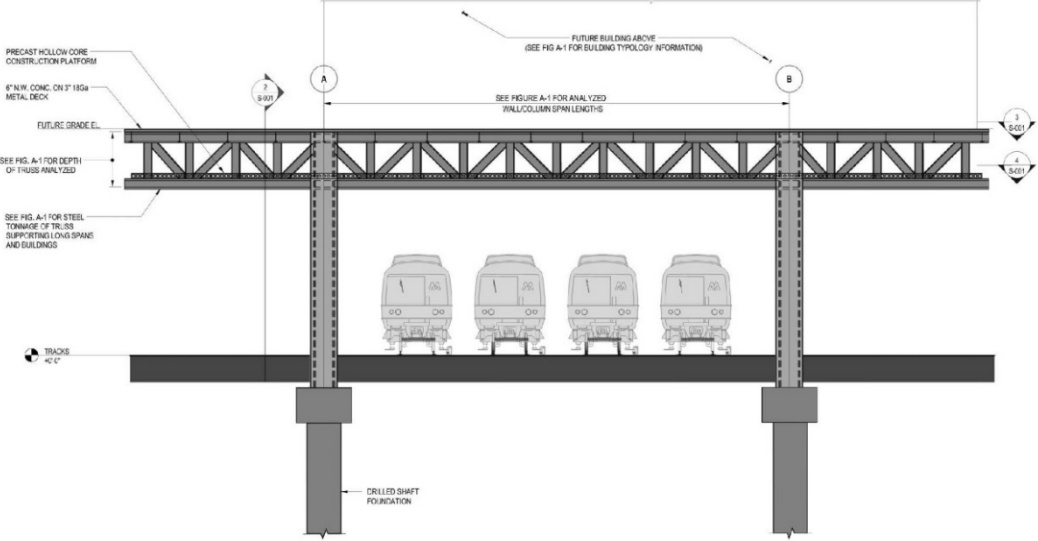 FUTURE BUILDING ABOVE
(SEE FIG A-1 FOR BUILDING TYPOLOGY INFORMATION)
PRECAST HOLLOW CORE
CONSTRUCTION PLATFORM
6" N.W. CONC. ON 3" 18Ga
METAL DECK
FUTURE GRADE EL.
SEE FIG. A-1 FOR DEPTH
OF TRUSS ANALYZED
SEE FIG. A-1 FOR STEEL
TONNAGE OF TRUSS
SUPPORTING LONG SPANS
AND BUILDINGS
2
S-001
A
B
SEE FIGURE A-1 FOR ANALYZED
WALL/COLUMN SPAN LENGTHS
3
S-001
4
S-001
TRACKS
DRILLED SHAFT
FOUNDATION